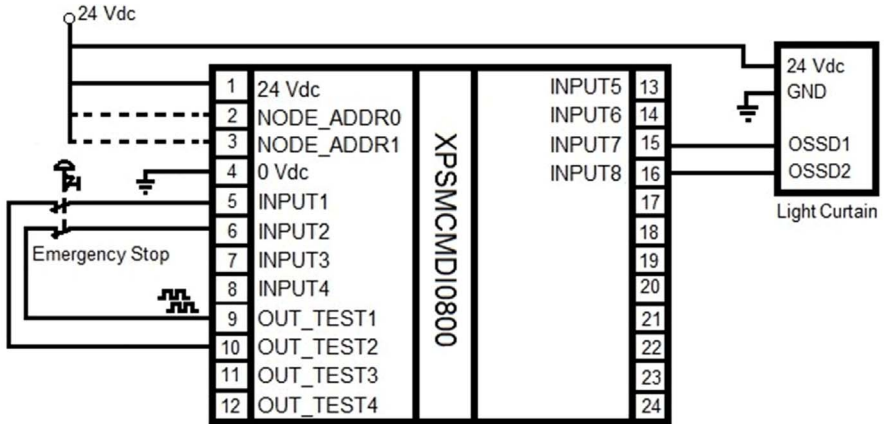 24 Vdc
1 24 Vdc
2 NODE_ADDR0
3 NODE_ADDR1
4 0 Vdc
5 INPUT1
6 INPUT2
7 INPUT3
8 INPUT4
9 OUT_TEST1
10 OUT_TEST2
11 OUT_TEST3
12 OUT_TEST4
Emergency Stop
XPSMCMDI0800
INPUT5 13
INPUT6 14
INPUT7 15
INPUT8 16
17
18
19
20
21
22
23
24
24 Vdc
GND
OSSD1
OSSD2
Light Curtain